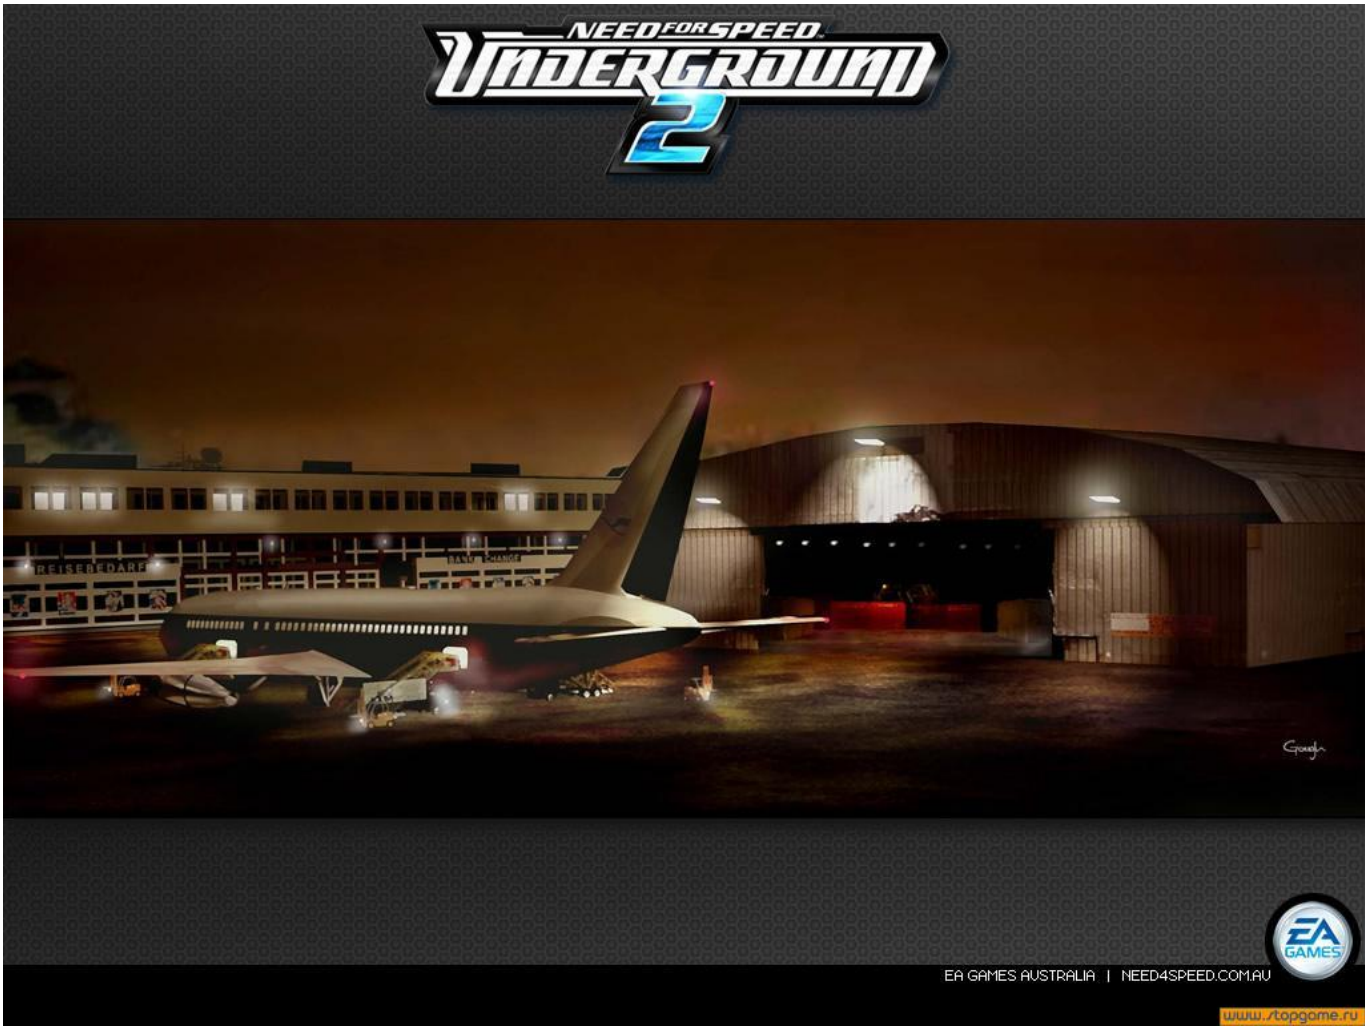 NEED FOR SPEED™
UNDERGROUND
2
REISEBEDARF
BANK CHANGE
Gough
EA
GAMES
EA GAMES AUSTRALIA | NEED4SPEED.COM.AU
www.stopgame.ru